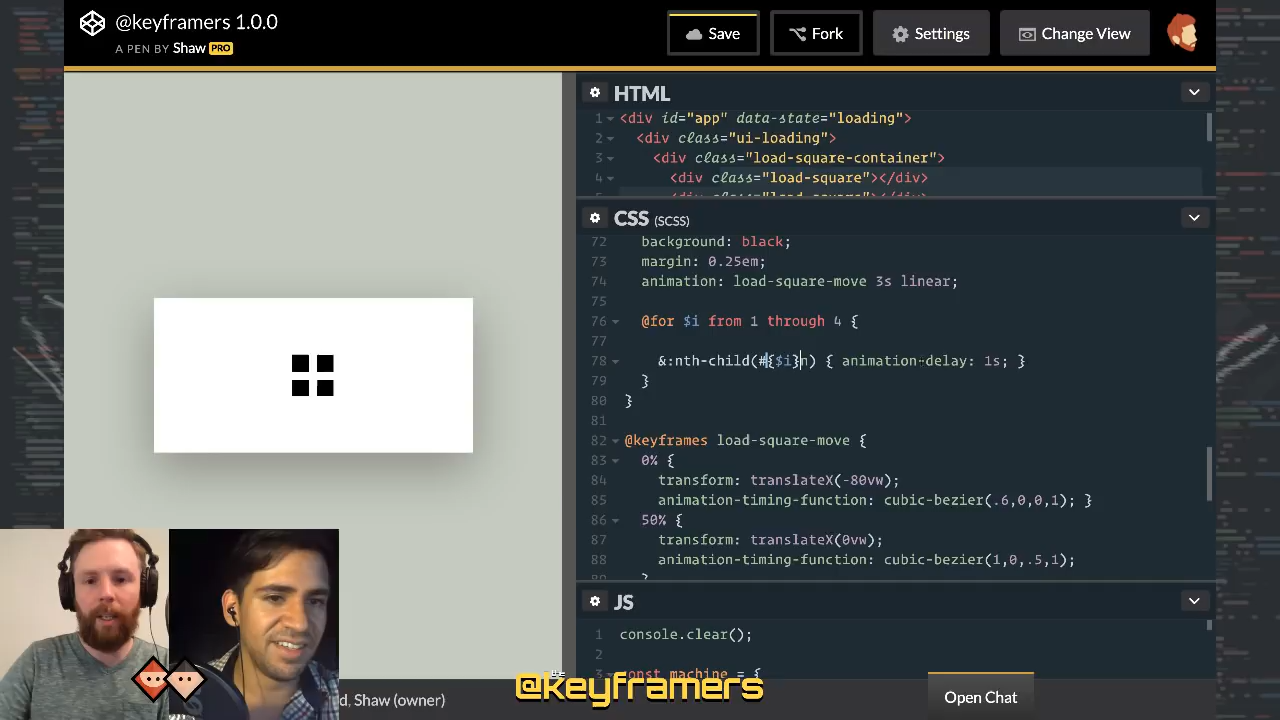 @keyframers 1.0.0
A PEN BY Shaw PRO
Save
Fork
Settings
Change View
HTML
1 <div id="app" data-state="loading">
2 <div class="ui-loading">
3 <div class="load-square-container">
4 <div class="load-square"></div>
CSS (SCSS)
72 background: black;
73 margin: 0.25em;
74 animation: load-square-move 3s linear;
75
76 @for $i from 1 through 4 {
77
78 &:nth-child(#{$i}n) { animation-delay: 1s; }
79 }
80 }
81
82 @keyframes load-square-move {
83 0% {
84 transform: translateX(-80vw);
85 animation-timing-function: cubic-bezier(.6,0,0,1); }
86 50% {
87 transform: translateX(0vw);
88 animation-timing-function: cubic-bezier(1,0,.5,1);
JS
1 console.clear();
2
3 const machine = {
d, Shaw (owner)
@keyframers
Open Chat